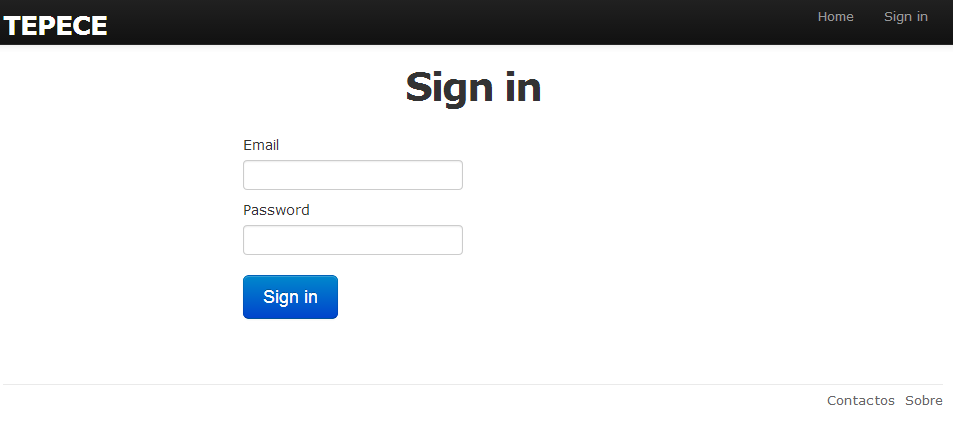 TEPECE Home Sign in
Sign in
Email
Password
Sign in
Contactos Sobre